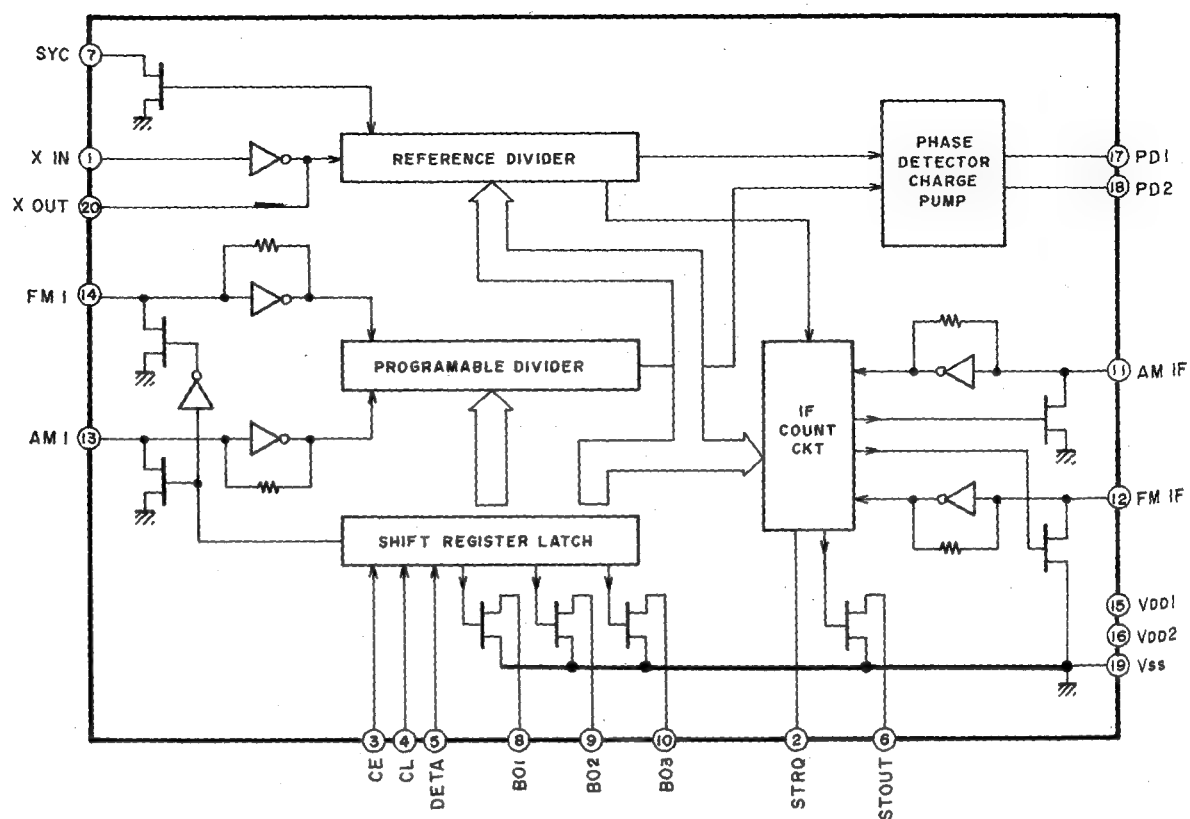 SYC 7
X IN 1
X OUT 20
FM I 14
AM I 13
REFERENCE DIVIDER
PROGRAMABLE DIVIDER
SHIFT REGISTER LATCH
PHASE
DETECTOR
CHARGE
PUMP
IF
COUNT
CKT
17 PD1
18 PD2
11 AM IF
12 FM IF
15 VDD1
16 VDD2
19 Vss
3 CE
4 CL
5 DETA
8 BO1
9 BO2
10 BO3
2 STRQ
6 STOUT